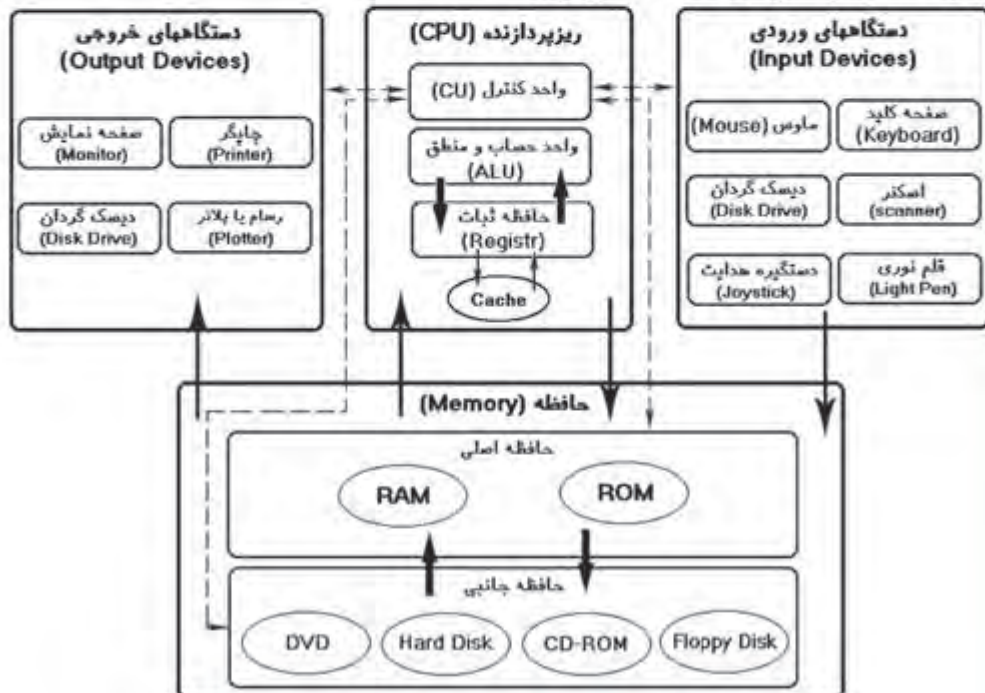 دستگاههای خروجی
(Output Devices)
صفحه نمایش
(Monitor)
چاپگر
(Printer)
دیسک گردان
(Disk Drive)
رسام یا پلاتر
(Plotter)
ریزپردازنده (CPU)
واحد کنترل (CU)
واحد حساب و منطق
(ALU)
حافظه ثبات
(Registr)
Cache
دستگاههای ورودی
(Input Devices)
ماوس (Mouse)
صفحه کلید
(Keyboard)
دیسک گردان
(Disk Drive)
اسکنر
(scanner)
دستگیره هدایت
(Joystick)
قلم نوری
(Light Pen)
حافظه (Memory)
حافظه اصلی
RAM
ROM
حافظه جانبی
DVD
Hard Disk
CD-ROM
Floppy Disk